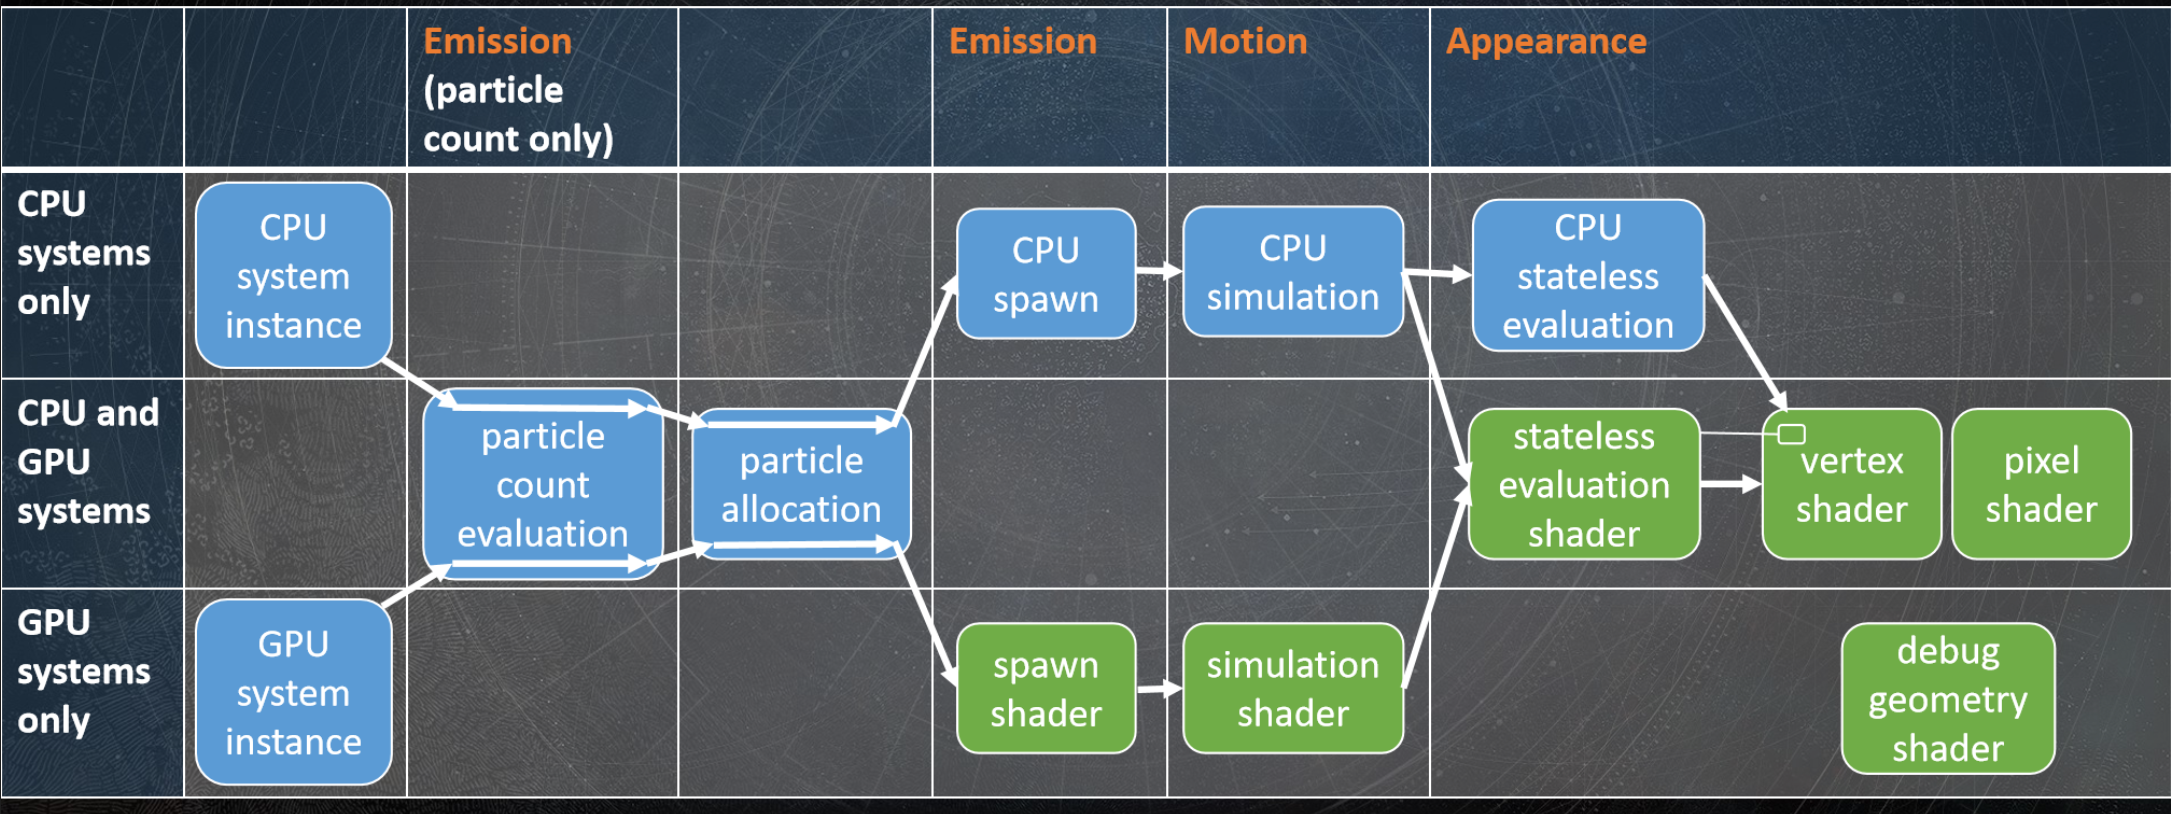 Emission
(particle
count only)
Emission
Motion
Appearance
CPU
systems
only
CPU
system
instance
CPU
spawn
CPU
simulation
CPU
stateless
evaluation
CPU and
GPU
systems
particle
count
evaluation
particle
allocation
stateless
evaluation
shader
vertex
shader
pixel
shader
GPU
systems
only
GPU
system
instance
spawn
shader
simulation
shader
debug
geometry
shader